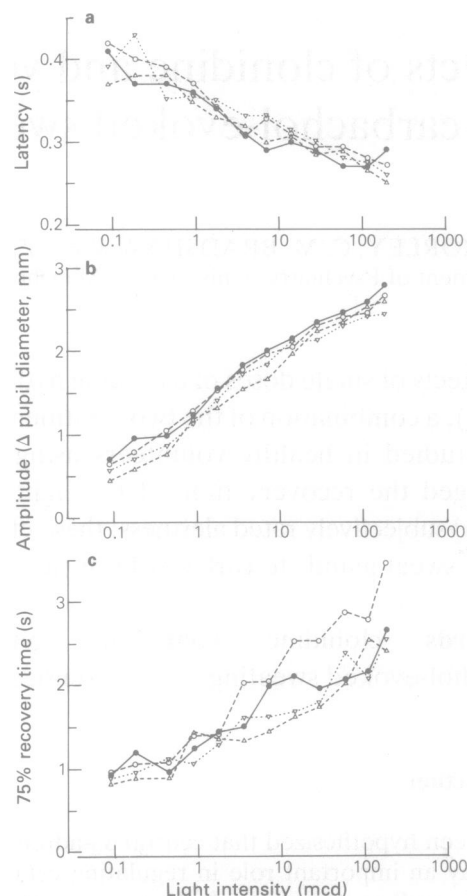 a
0.4
0.3
0.2
Latency (s)
0.1 1 10 100 1000
b
3
2
1
0
Amplitude (Δ pupil diameter, mm)
0.1 1 10 100 1000
c
3
2
1
0
75% recovery time (s)
0.1 1 10 100 1000
Light intensity (mcd)